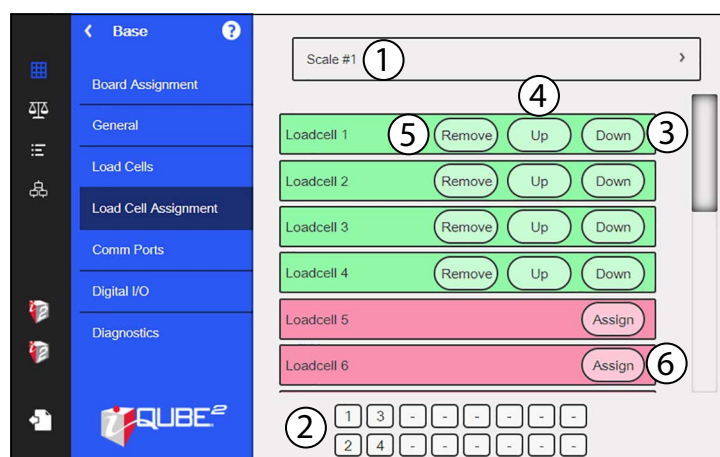 ‹ Base ?
Scale #1 1 ›
Board Assignment
4
General
Loadcell 1 5 Remove Up Down 3
Load Cells
Loadcell 2 Remove Up Down
Load Cell Assignment
Loadcell 3 Remove Up Down
Comm Ports
Loadcell 4 Remove Up Down
Digital I/O
Loadcell 5 Assign
Diagnostics
Loadcell 6 Assign 6
iQUBE²
2
1 3 - - - - - -
2 4 - - - - - -